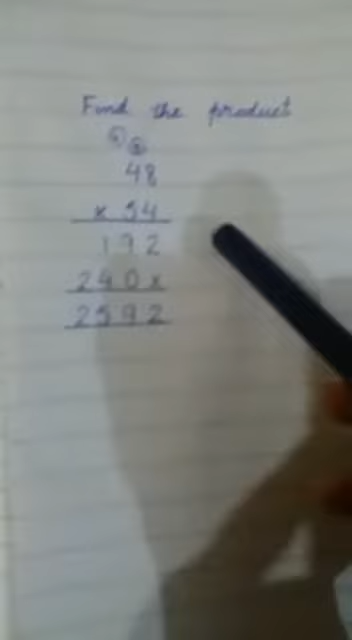 Find the product
48
x 54
192
240x
2592